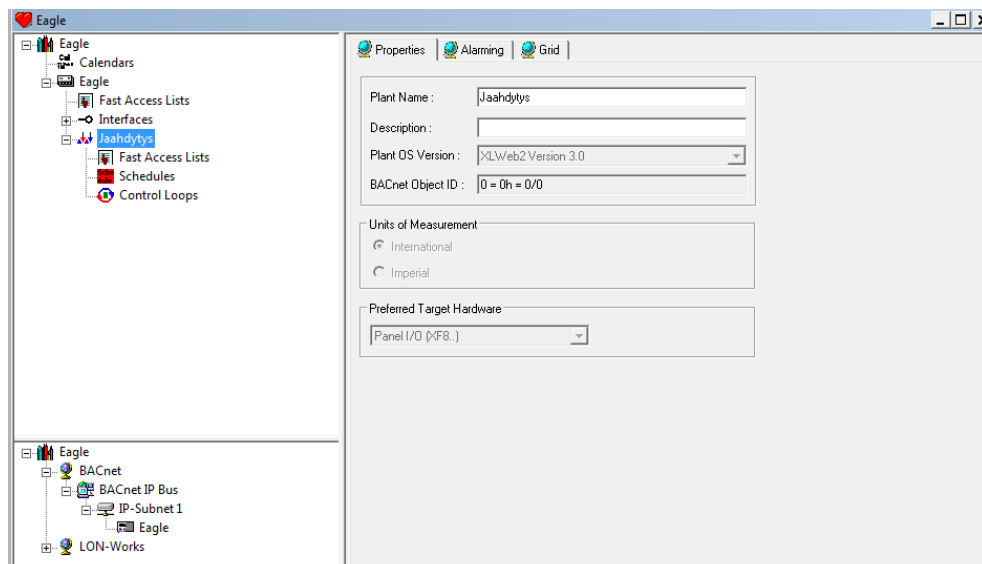 Eagle
Eagle
Calendars
Eagle
Fast Access Lists
Interfaces
Jaahdytys
Fast Access Lists
Schedules
Control Loops
Eagle
BACnet
BACnet IP Bus
IP-Subnet 1
Eagle
LON-Works
Properties Alarming Grid
Plant Name : Jaahdytys
Description :
Plant OS Version : XLWeb2 Version 3.0
BACnet Object ID : 0 = 0h = 0/0
Units of Measurement
International
Imperial
Preferred Target Hardware
Panel I/O (XF8..)